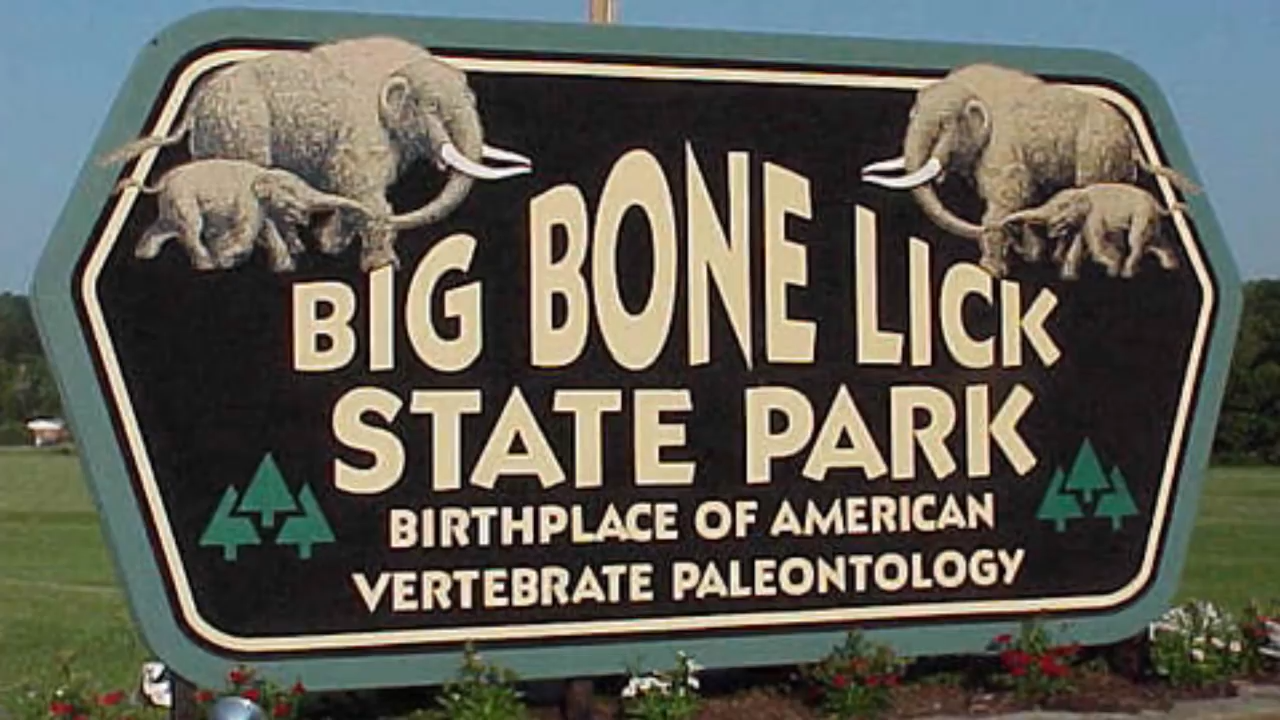 BIG BONE LICK
STATE PARK
BIRTHPLACE OF AMERICAN
VERTEBRATE PALEONTOLOGY